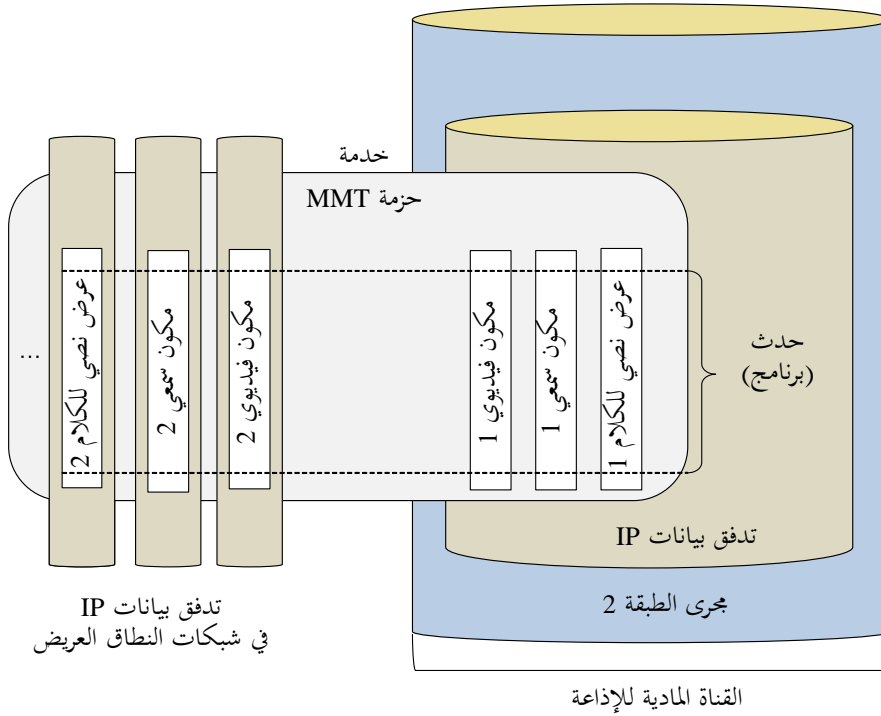 خدمة
حزمة MMT
عرض نصي للكلام 1
مكون سمعي 1
مكون فيديوي 1
مكون فيديوي 2
مكون سمعي 2
عرض نصي للكلام 2
...
حدث
(برنامج)
تدفق بيانات IP
مجرى الطبقة 2
تدفق بيانات IP
في شبكات النطاق العريض
القناة المادية للإذاعة